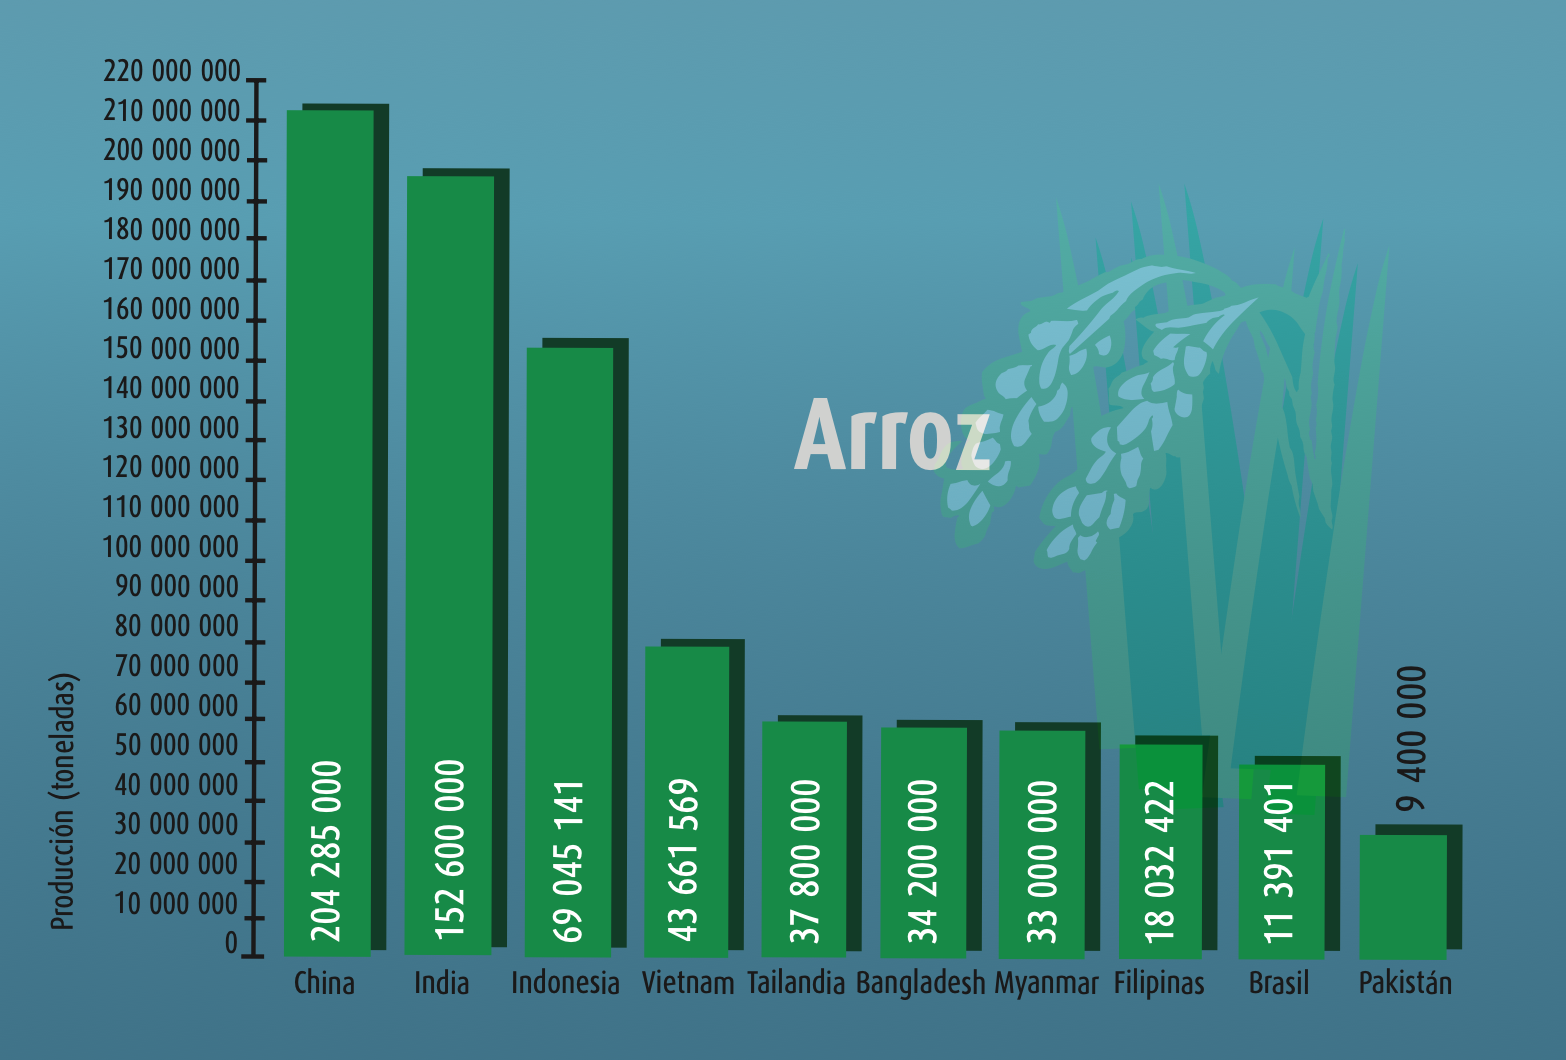 220 000 000
210 000 000
200 000 000
190 000 000
180 000 000
170 000 000
160 000 000
150 000 000
140 000 000
130 000 000
120 000 000
110 000 000
100 000 000
90 000 000
80 000 000
70 000 000
60 000 000
50 000 000
40 000 000
30 000 000
20 000 000
10 000 000
0
Producción (toneladas)
Arroz
204 285 000
152 600 000
69 045 141
43 661 569
37 800 000
34 200 000
33 000 000
18 032 422
11 391 401
9 400 000
China India Indonesia Vietnam Tailandia Bangladesh Myanmar Filipinas Brasil Pakistán